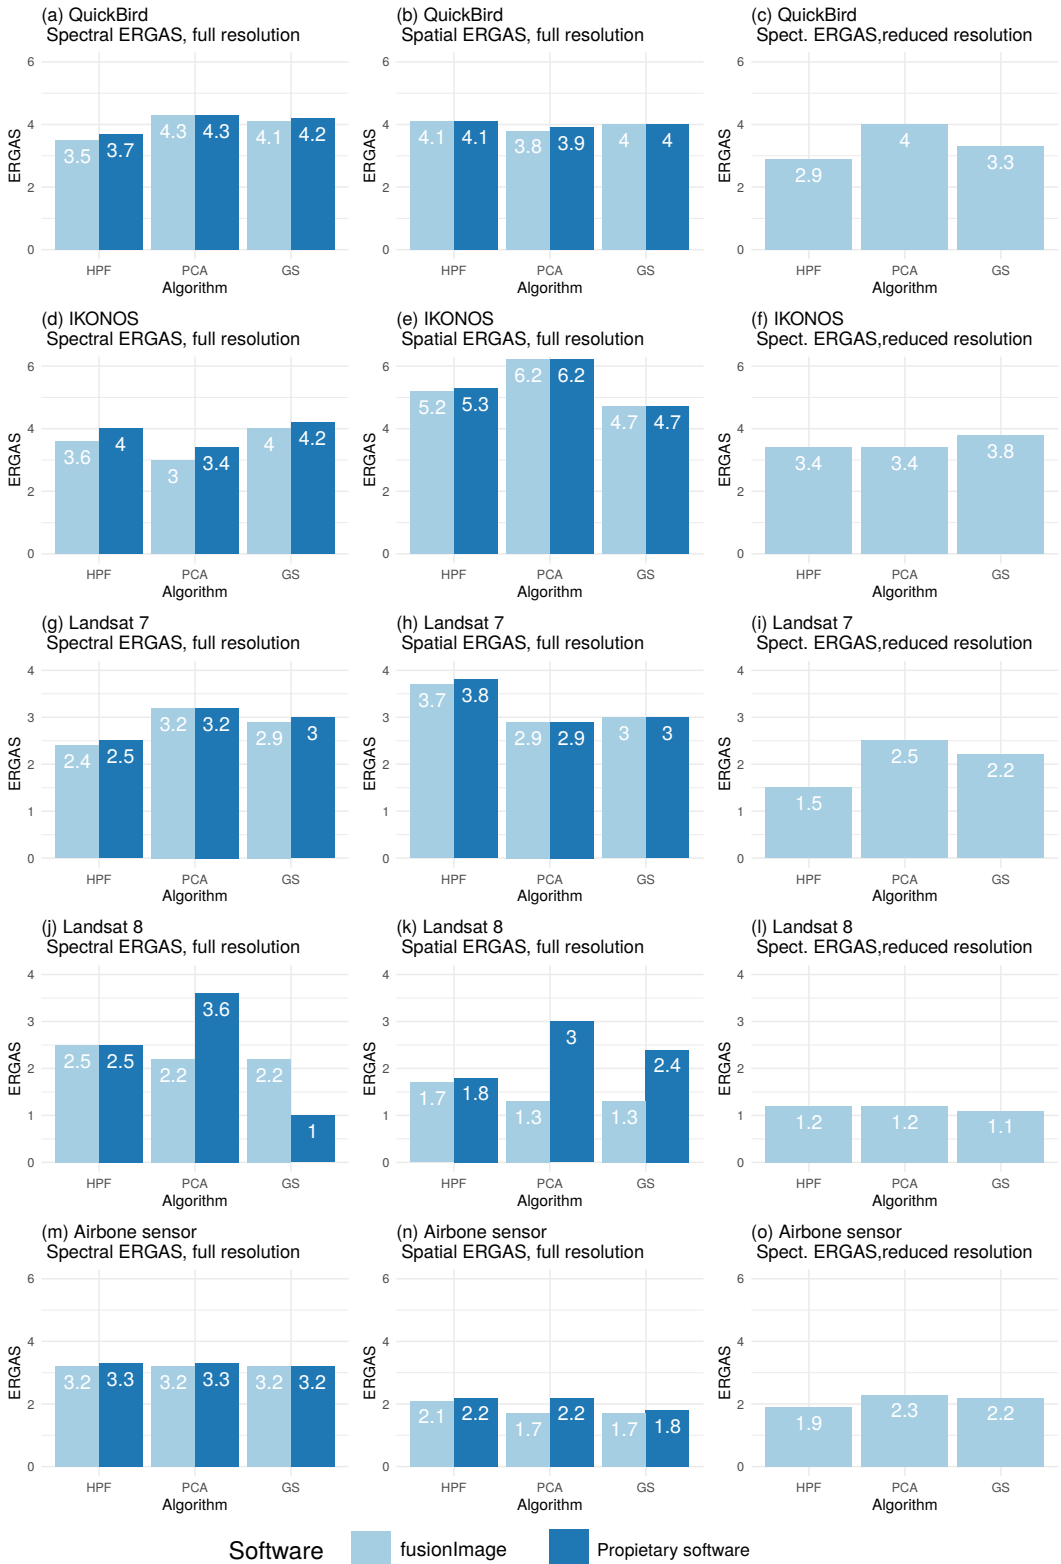 (a) QuickBird
Spectral ERGAS, full resolution
6
4
2
0
ERGAS
3.5
3.7
4.3
4.3
4.1
4.2
HPF
PCA
GS
Algorithm
(b) QuickBird
Spatial ERGAS, full resolution
6
4
2
0
ERGAS
4.1
4.1
3.8
3.9
4
4
HPF
PCA
GS
Algorithm
(c) QuickBird
Spect. ERGAS,reduced resolution
6
4
2
0
ERGAS
2.9
4
3.3
HPF
PCA
GS
Algorithm
(d) IKONOS
Spectral ERGAS, full resolution
6
4
2
0
ERGAS
3.6
4
3
3.4
4
4.2
HPF
PCA
GS
Algorithm
(e) IKONOS
Spatial ERGAS, full resolution
6
4
2
0
ERGAS
5.2
5.3
6.2
6.2
4.7
4.7
HPF
PCA
GS
Algorithm
(f) IKONOS
Spect. ERGAS,reduced resolution
6
4
2
0
ERGAS
3.4
3.4
3.8
HPF
PCA
GS
Algorithm
(g) Landsat 7
Spectral ERGAS, full resolution
4
3
2
1
0
ERGAS
2.4
2.5
3.2
3.2
2.9
3
HPF
PCA
GS
Algorithm
(h) Landsat 7
Spatial ERGAS, full resolution
4
3
2
1
0
ERGAS
3.7
3.8
2.9
2.9
3
3
HPF
PCA
GS
Algorithm
(i) Landsat 7
Spect. ERGAS,reduced resolution
4
3
2
1
0
ERGAS
1.5
2.5
2.2
HPF
PCA
GS
Algorithm
(j) Landsat 8
Spectral ERGAS, full resolution
4
3
2
1
0
ERGAS
2.5
2.5
2.2
3.6
2.2
1
HPF
PCA
GS
Algorithm
(k) Landsat 8
Spatial ERGAS, full resolution
4
3
2
1
0
ERGAS
1.7
1.8
1.3
3
1.3
2.4
HPF
PCA
GS
Algorithm
(l) Landsat 8
Spect. ERGAS,reduced resolution
4
3
2
1
0
ERGAS
1.2
1.2
1.1
HPF
PCA
GS
Algorithm
(m) Airbone sensor
Spectral ERGAS, full resolution
6
4
2
0
ERGAS
3.2
3.3
3.2
3.3
3.2
3.2
HPF
PCA
GS
Algorithm
(n) Airbone sensor
Spatial ERGAS, full resolution
6
4
2
0
ERGAS
2.1
2.2
1.7
2.2
1.7
1.8
HPF
PCA
GS
Algorithm
(o) Airbone sensor
Spect. ERGAS,reduced resolution
6
4
2
0
ERGAS
1.9
2.3
2.2
HPF
PCA
GS
Algorithm
Software
fusionImage
Propietary software